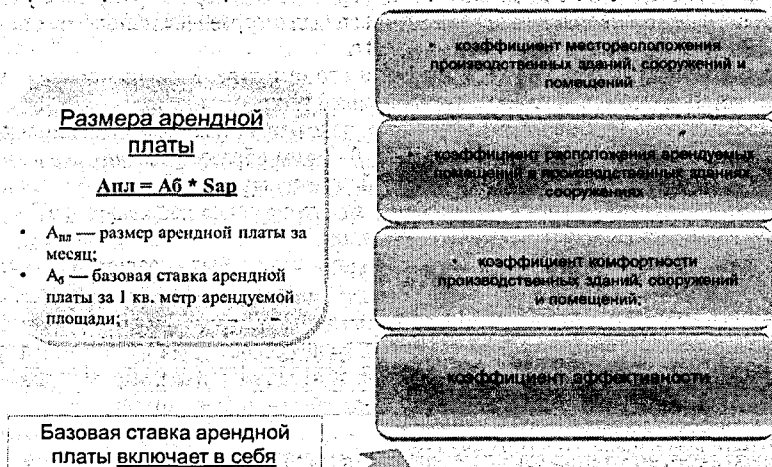 Размера арендной
платы
Апл = Аб * Sар
• Апл — размер арендной платы за
месяц;
• Аб — базовая ставка арендной
платы за 1 кв. метр арендуемой
площади;
Базовая ставка арендной
платы включает в себя
• коэффициент месторасположения
производственных зданий, сооружений и
помещений
• коэффициент расположения арендуемых
помещений в производственных зданиях,
сооружениях
• коэффициент комфортности
производственных зданий, сооружений
и помещений;
коэффициент эффективности